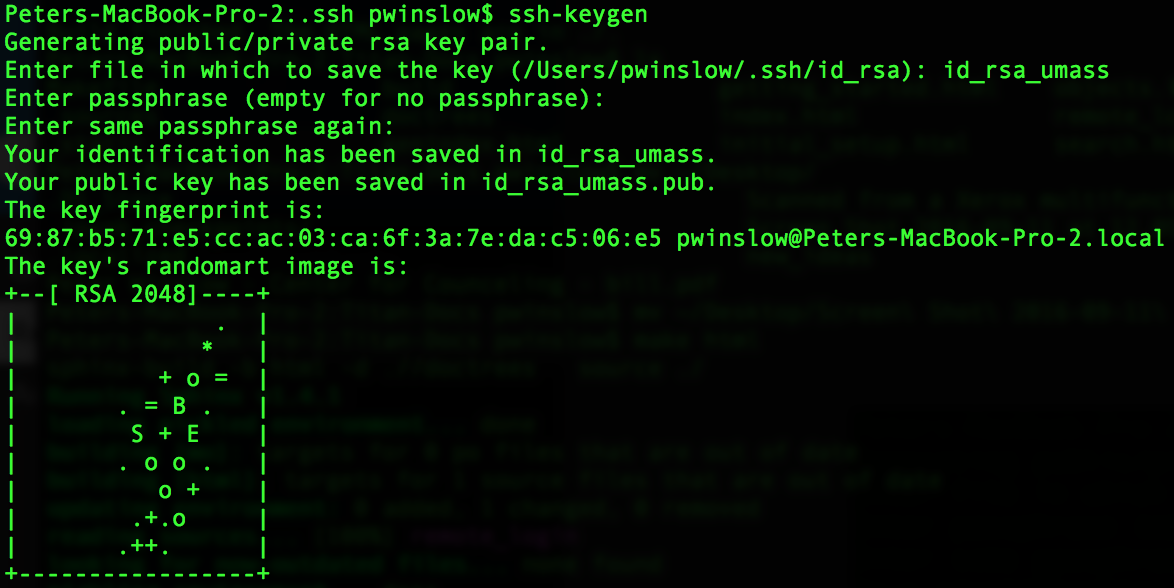 Peters-MacBook-Pro-2:.ssh pwinslow$ ssh-keygen
Generating public/private rsa key pair.
Enter file in which to save the key (/Users/pwinslow/.ssh/id_rsa): id_rsa_umass
Enter passphrase (empty for no passphrase):
Enter same passphrase again:
Your identification has been saved in id_rsa_umass.
Your public key has been saved in id_rsa_umass.pub.
The key fingerprint is:
69:87:b5:71:e5:cc:ac:03:ca:6f:3a:7e:da:c5:06:e5 pwinslow@Peters-MacBook-Pro-2.local
The key's randomart image is:
+--[ RSA 2048]----+
|              .  |
|             *   |
|          + o =  |
|       . = B .   |
|        S + E    |
|       . o o .   |
|          o +    |
|        .+.o     |
|       .++.      |
+-----------------+